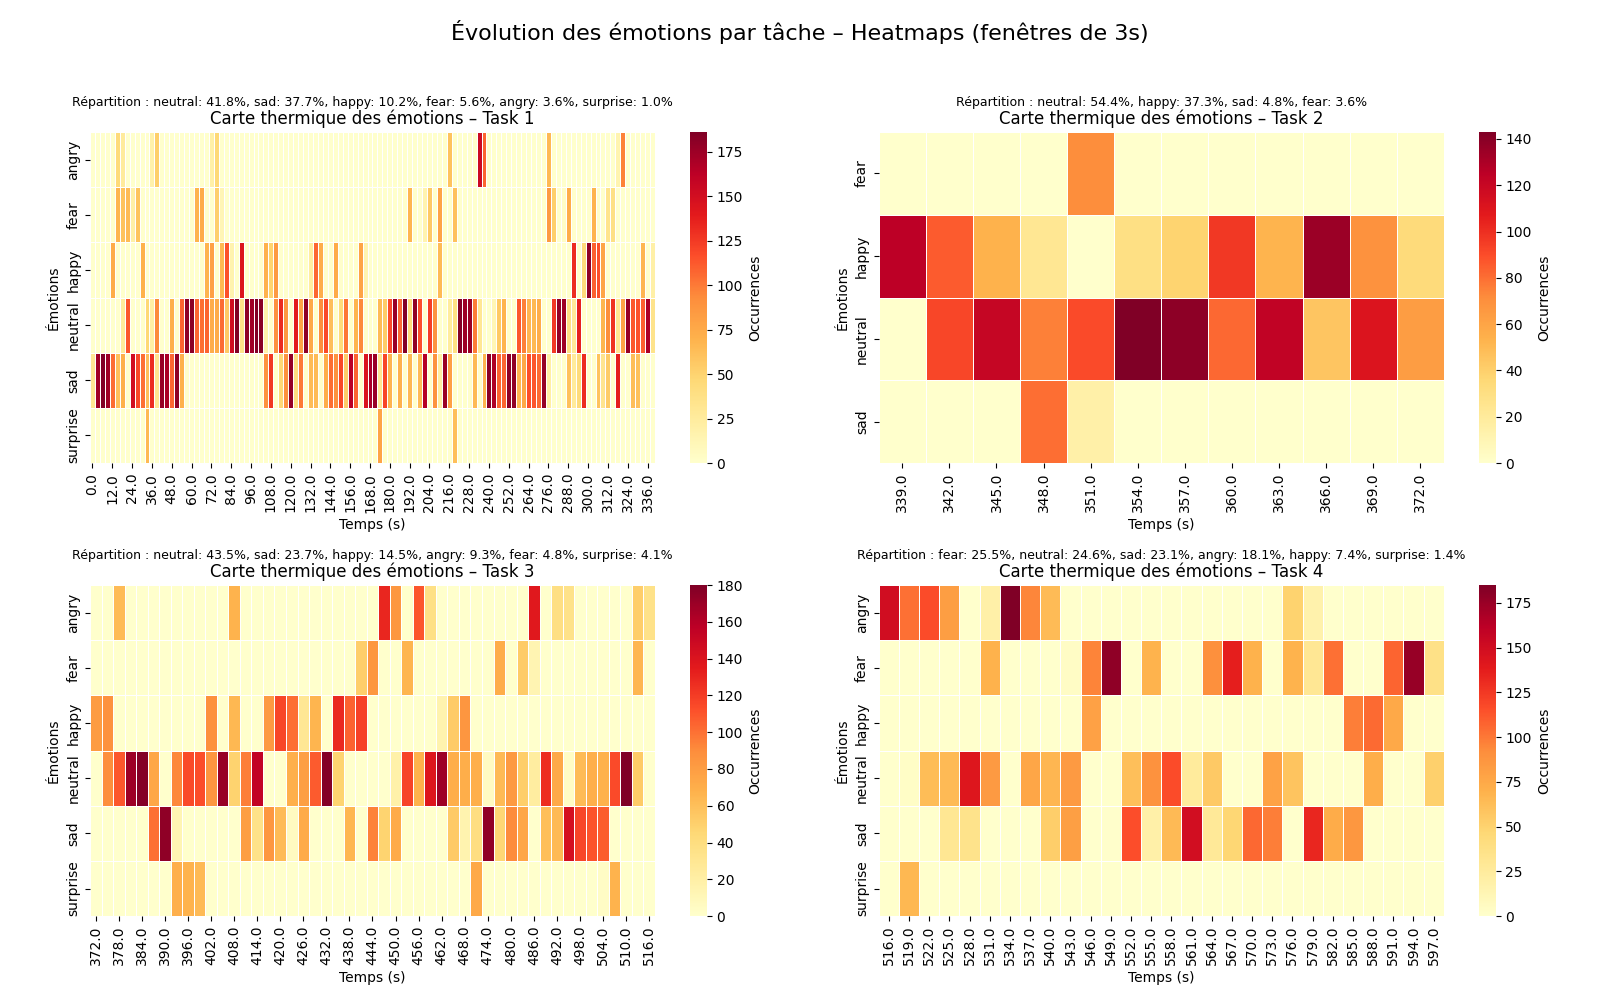 Évolution des émotions par tâche – Heatmaps (fenêtres de 3s)
Répartition : neutral: 41.8%, sad: 37.7%, happy: 10.2%, fear: 5.6%, angry: 3.6%, surprise: 1.0%
Carte thermique des émotions – Task 1
Émotions
angry
fear
happy
neutral
sad
surprise
0.0 12.0 24.0 36.0 48.0 60.0 72.0 84.0 96.0 108.0 120.0 132.0 144.0 156.0 168.0 180.0 192.0 204.0 216.0 228.0 240.0 252.0 264.0 276.0 288.0 300.0 312.0 324.0 336.0
Temps (s)
175
150
125
100
75
50
25
0
Occurrences
Répartition : neutral: 54.4%, happy: 37.3%, sad: 4.8%, fear: 3.6%
Carte thermique des émotions – Task 2
Émotions
fear
happy
neutral
sad
339.0 342.0 345.0 348.0 351.0 354.0 357.0 360.0 363.0 366.0 369.0 372.0
Temps (s)
140
120
100
80
60
40
20
0
Occurrences
Répartition : neutral: 43.5%, sad: 23.7%, happy: 14.5%, angry: 9.3%, fear: 4.8%, surprise: 4.1%
Carte thermique des émotions – Task 3
Émotions
angry
fear
happy
neutral
sad
surprise
372.0 378.0 384.0 390.0 396.0 402.0 408.0 414.0 420.0 426.0 432.0 438.0 444.0 450.0 456.0 462.0 468.0 474.0 480.0 486.0 492.0 498.0 504.0 510.0 516.0
Temps (s)
180
160
140
120
100
80
60
40
20
0
Occurrences
Répartition : fear: 25.5%, neutral: 24.6%, sad: 23.1%, angry: 18.1%, happy: 7.4%, surprise: 1.4%
Carte thermique des émotions – Task 4
Émotions
angry
fear
happy
neutral
sad
surprise
516.0 519.0 522.0 525.0 528.0 531.0 534.0 537.0 540.0 543.0 546.0 549.0 552.0 555.0 558.0 561.0 564.0 567.0 570.0 573.0 576.0 579.0 582.0 585.0 588.0 591.0 594.0 597.0
Temps (s)
175
150
125
100
75
50
25
0
Occurrences